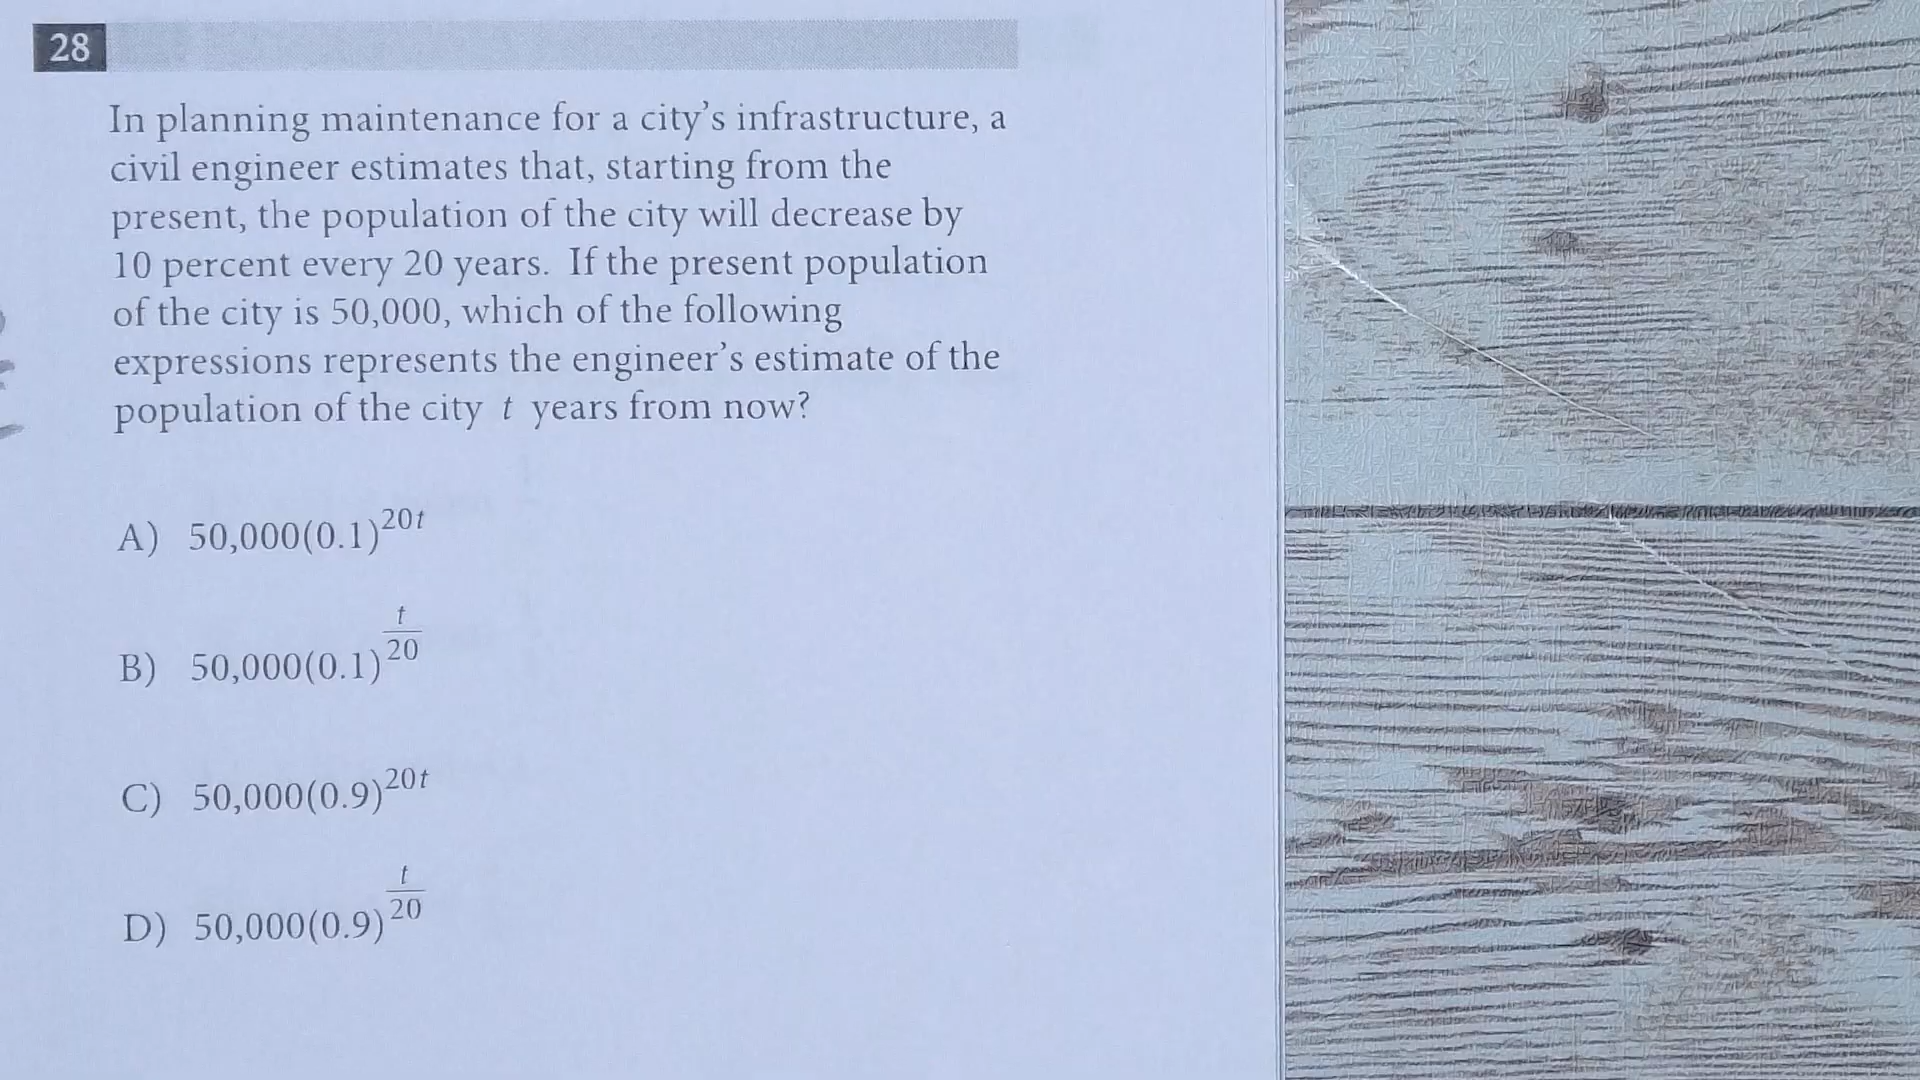 28
In planning maintenance for a city's infrastructure, a
civil engineer estimates that, starting from the
present, the population of the city will decrease by
10 percent every 20 years. If the present population
of the city is 50,000, which of the following
expressions represents the engineer's estimate of the
population of the city t years from now?
A) 50,000(0.1)^{20t}
B) 50,000(0.1)^{\frac{t}{20}}
C) 50,000(0.9)^{20t}
D) 50,000(0.9)^{\frac{t}{20}}